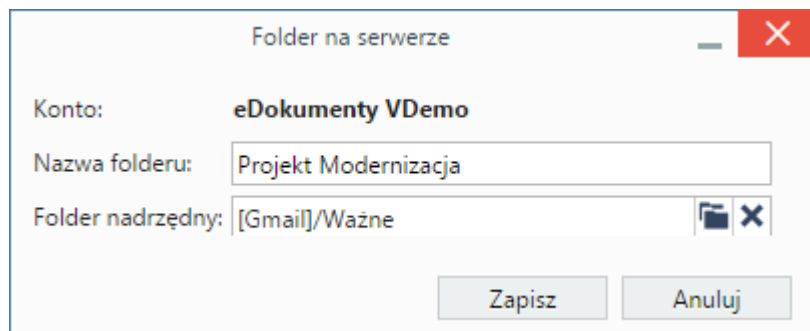 Folder na serwerze
Konto: eDokumenty VDemo
Nazwa folderu: Projekt Modernizacja
Folder nadrzędny: [Gmail]/Ważne
Zapisz Anuluj